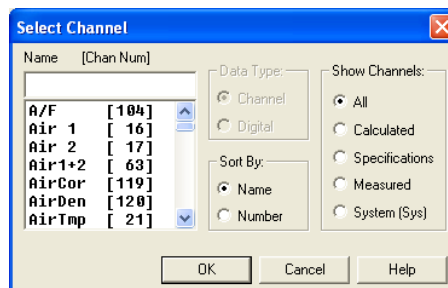 Select Channel
Name [Chan Num]
A/F [104]
Air 1 [ 16]
Air 2 [ 17]
Air1+2 [ 63]
AirCor [119]
AirDen [120]
AirTmp [ 21]
Data Type:
Channel
Digital
Sort By:
Name
Number
Show Channels:
All
Calculated
Specifications
Measured
System (Sys)
OK Cancel Help